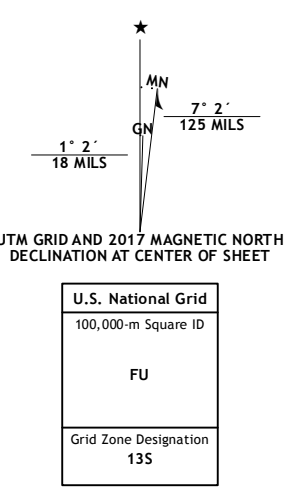 ★
MN
GN
7° 2´
125 MILS
1° 2´
18 MILS
UTM GRID AND 2017 MAGNETIC NORTH
DECLINATION AT CENTER OF SHEET
U.S. National Grid
100,000-m Square ID
FU
Grid Zone Designation
13S